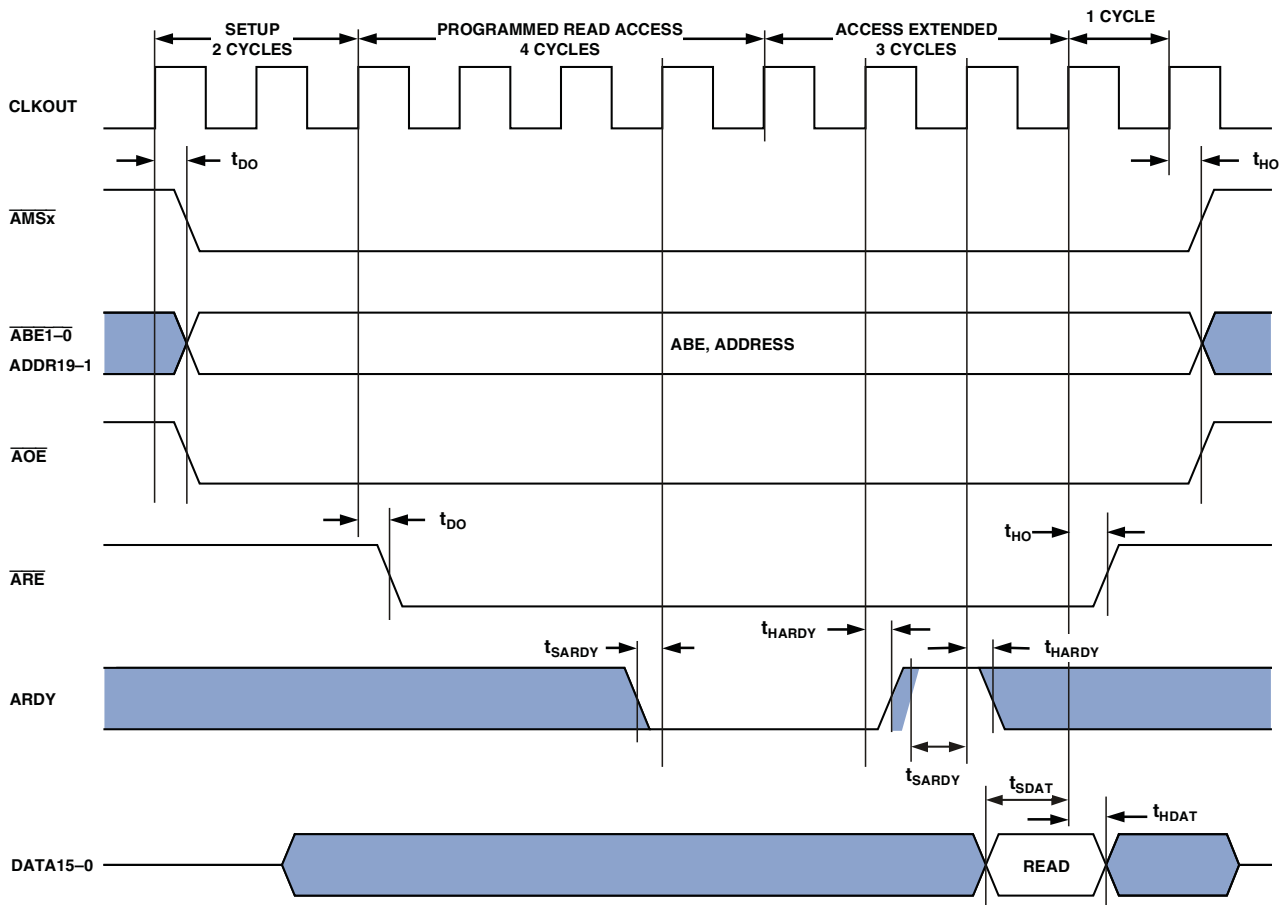 SETUP
2 CYCLES
PROGRAMMED READ ACCESS
4 CYCLES
ACCESS EXTENDED
3 CYCLES
1 CYCLE
CLKOUT
tDO
tHO
AMSx
ABE1–0
ADDR19–1
ABE, ADDRESS
AOE
tDO
tHO
ARE
tSARDY
tHARDY
tHARDY
ARDY
tSARDY
tSDAT
tHDAT
DATA15–0
READ